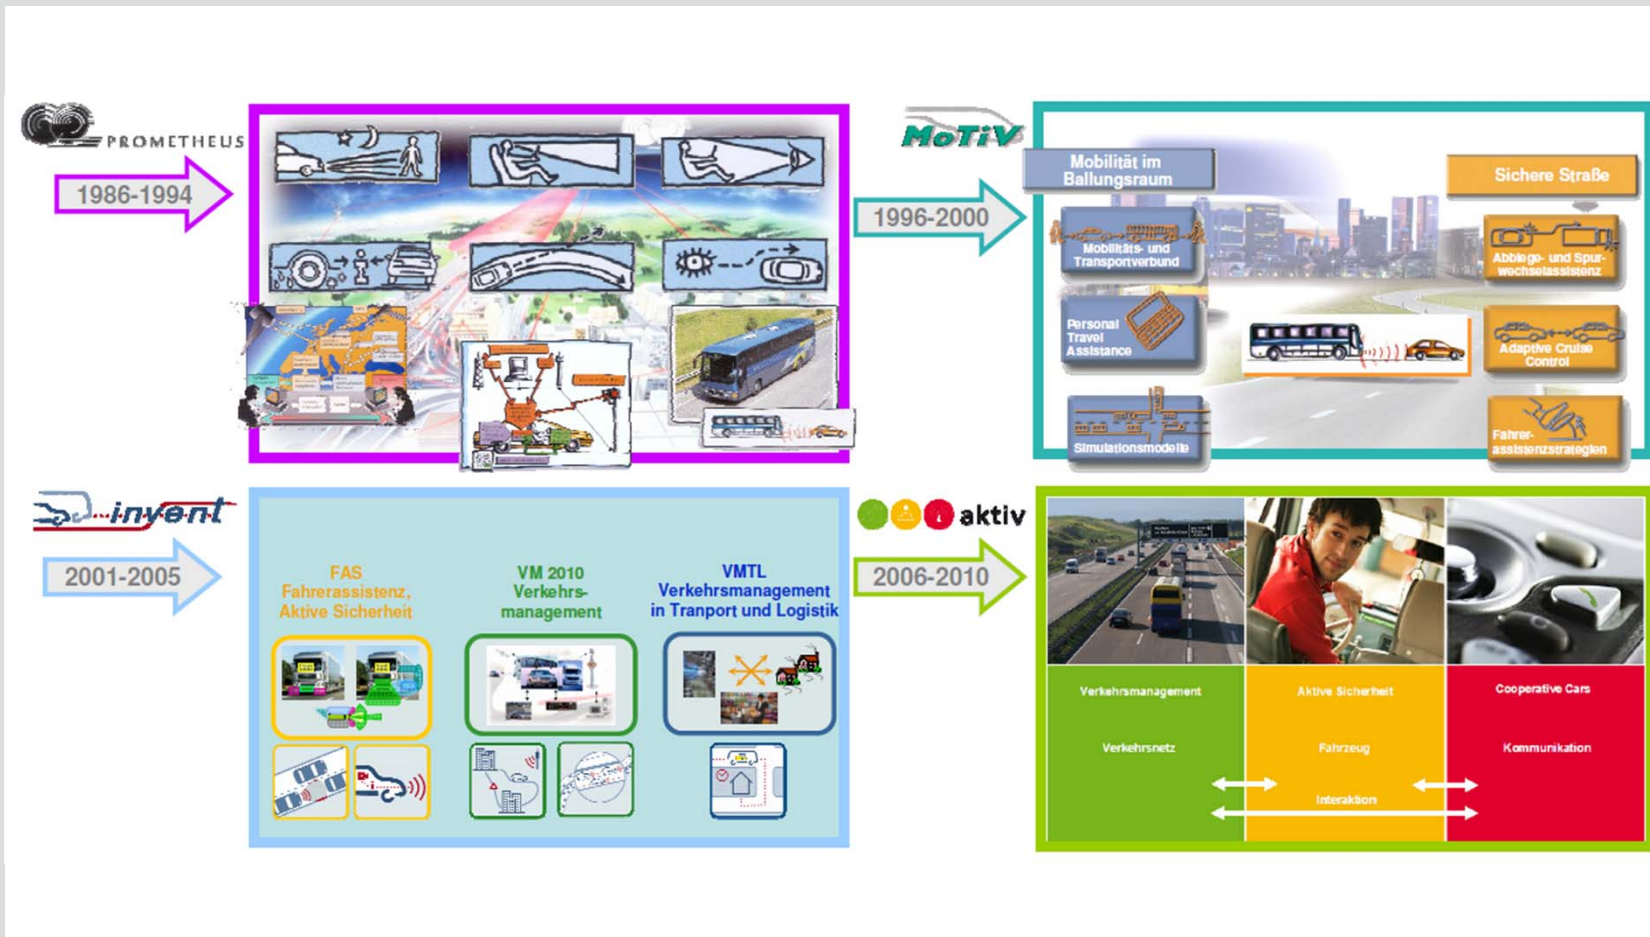 PROMETHEUS
1986-1994
MoTiV
1996-2000
Mobilität im
Ballungsraum
Mobilitäts- und
Transportverbund
Personal
Travel
Assistance
Simulationsmodelle
Sichere Straße
Abbiege- und Spur-
wechselassistenz
Adaptive Cruise
Control
Fahrer-
assistenzstrategien
invent
2001-2005
FAS
Fahrerassistenz,
Aktive Sicherheit
VM 2010
Verkehrs-
management
VMTL
Verkehrsmanagement
in Tranport und Logistik
aktiv
2006-2010
Verkehrsmanagement
Verkehrsnetz
Aktive Sicherheit
Fahrzeug
Interaktion
Cooperative Cars
Kommunikation